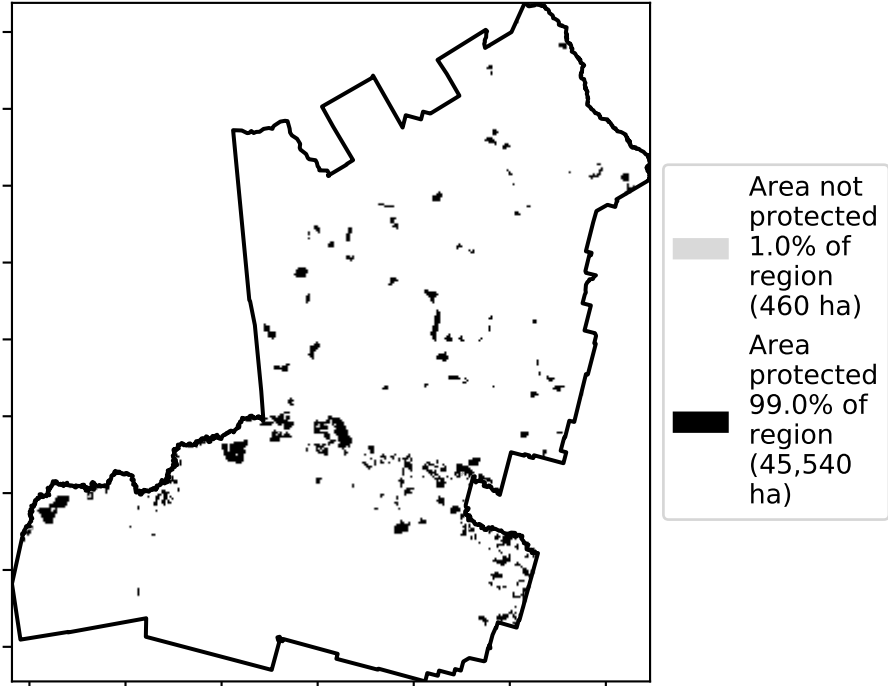 Area not
protected
1.0% of
region
(460 ha)
Area
protected
99.0% of
region
(45,540
ha)